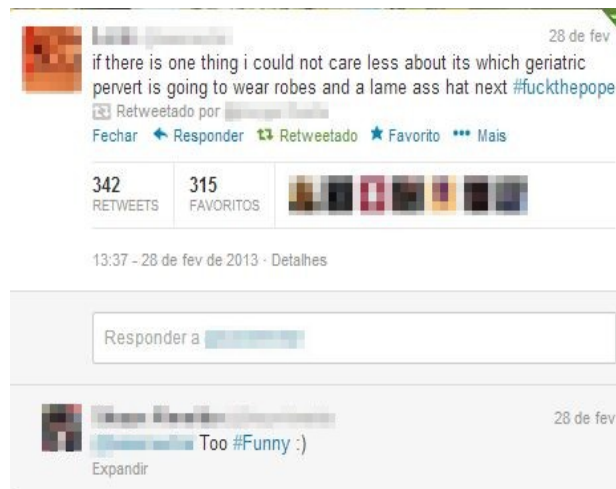 28 de fev
if there is one thing i could not care less about its which geriatric
pervert is going to wear robes and a lame ass hat next #fuckthepope
Retweetado por
Fechar Responder Retweetado Favorito Mais
342 315
RETWEETS FAVORITOS
13:37 - 28 de fev de 2013 · Detalhes
Responder a
28 de fev
Too #Funny :)
Expandir